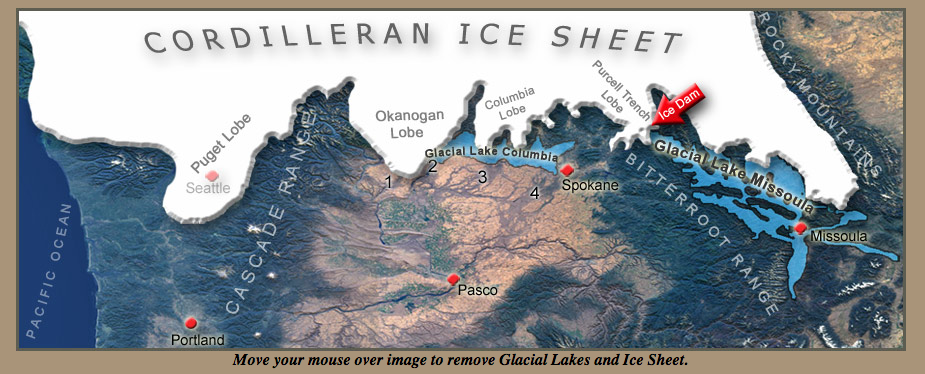 CORDILLERAN ICE SHEET
ROCKY MOUNTAINS
Purcell Trench
Lobe
Ice Dam
Columbia
Lobe
Okanogan
Lobe
Puget Lobe
Seattle
CASCADE RANGE
Glacial Lake Columbia
Glacial Lake Missoula
1
2
3
4
Spokane
BITTERROOT RANGE
Missoula
PACIFIC OCEAN
Pasco
Portland
Move your mouse over image to remove Glacial Lakes and Ice Sheet.